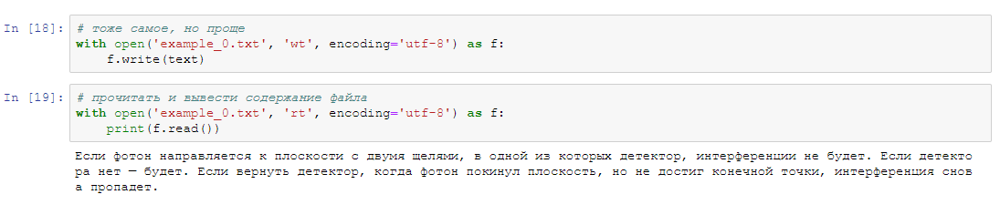 In [18]: # тоже самое, но проще
with open('example_0.txt', 'wt', encoding='utf-8') as f:
    f.write(text)
In [19]: # прочитать и вывести содержание файла
with open('example_0.txt', 'rt', encoding='utf-8') as f:
    print(f.read())
Если фотон направляется к плоскости с двумя щелями, в одной из которых детектор, интерференции не будет. Если детекто
ра нет — будет. Если вернуть детектор, когда фотон покинул плоскость, но не достиг конечной точки, интерференция снов
а пропадет.